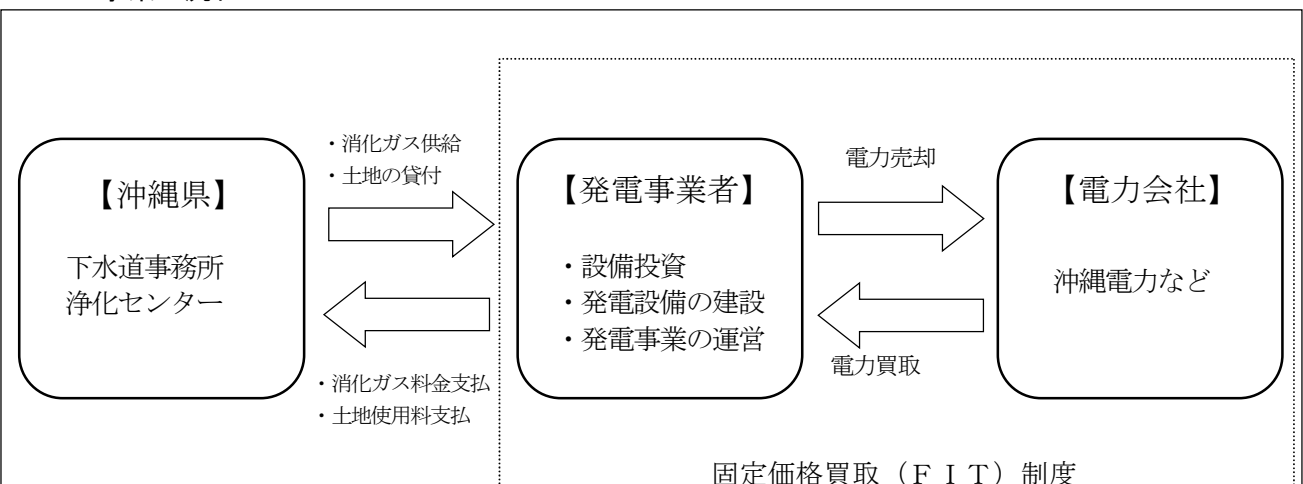 ・消化ガス供給
・土地の貸付
電力売却
【沖縄県】
【発電事業者】
【電力会社】
下水道事務所
浄化センター
・設備投資
・発電設備の建設
・発電事業の運営
沖縄電力など
・消化ガス料金支払
・土地使用料支払
電力買取
固定価格買取（ＦＩＴ）制度